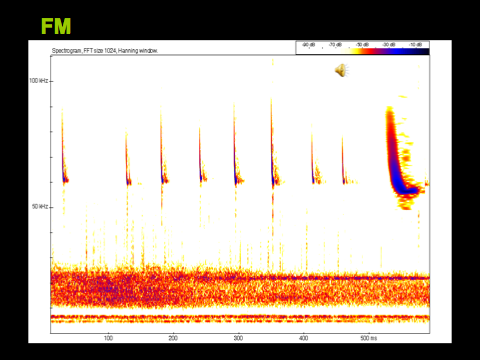 FM
Spectrogram, FFT size 1024, Hanning window.
-90 dB -70 dB -50 dB -30 dB -10 dB
100 kHz
50 kHz
100 200 300 400 500 ms